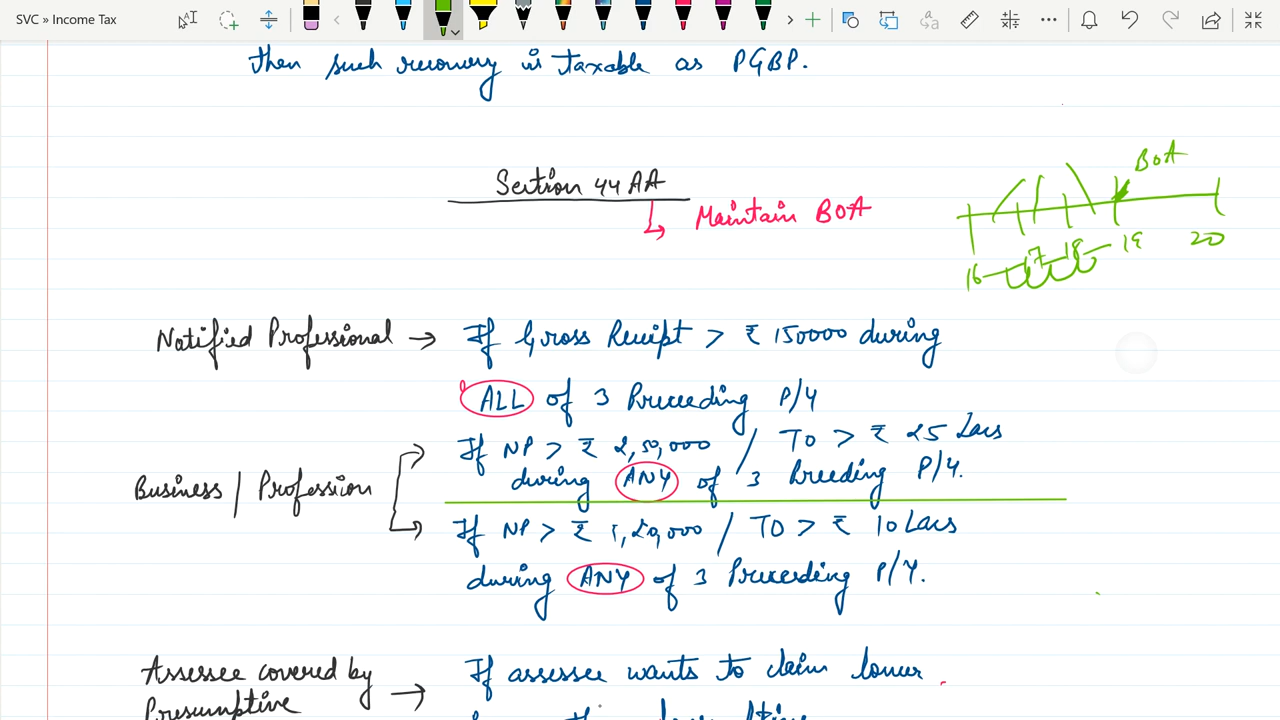 SVC » Income Tax
then such recovery is taxable as PGBP.
Section 44AA
Maintain BOA
BOA
16 17 18 19 20
Notified Professional → If Gross Receipt > ₹ 150000 during
ALL of 3 Preceeding P/Y
Business / Profession
If NP > ₹ 2,50,000 / TO > ₹ 25 Lacs
during ANY of 3 Preeding P/Y.
If NP > ₹ 1,20,000 / TO > ₹ 10 Lacs
during ANY of 3 Preceeding P/Y.
Assessee covered by
Presumptive →
If assessee wants to claim lower